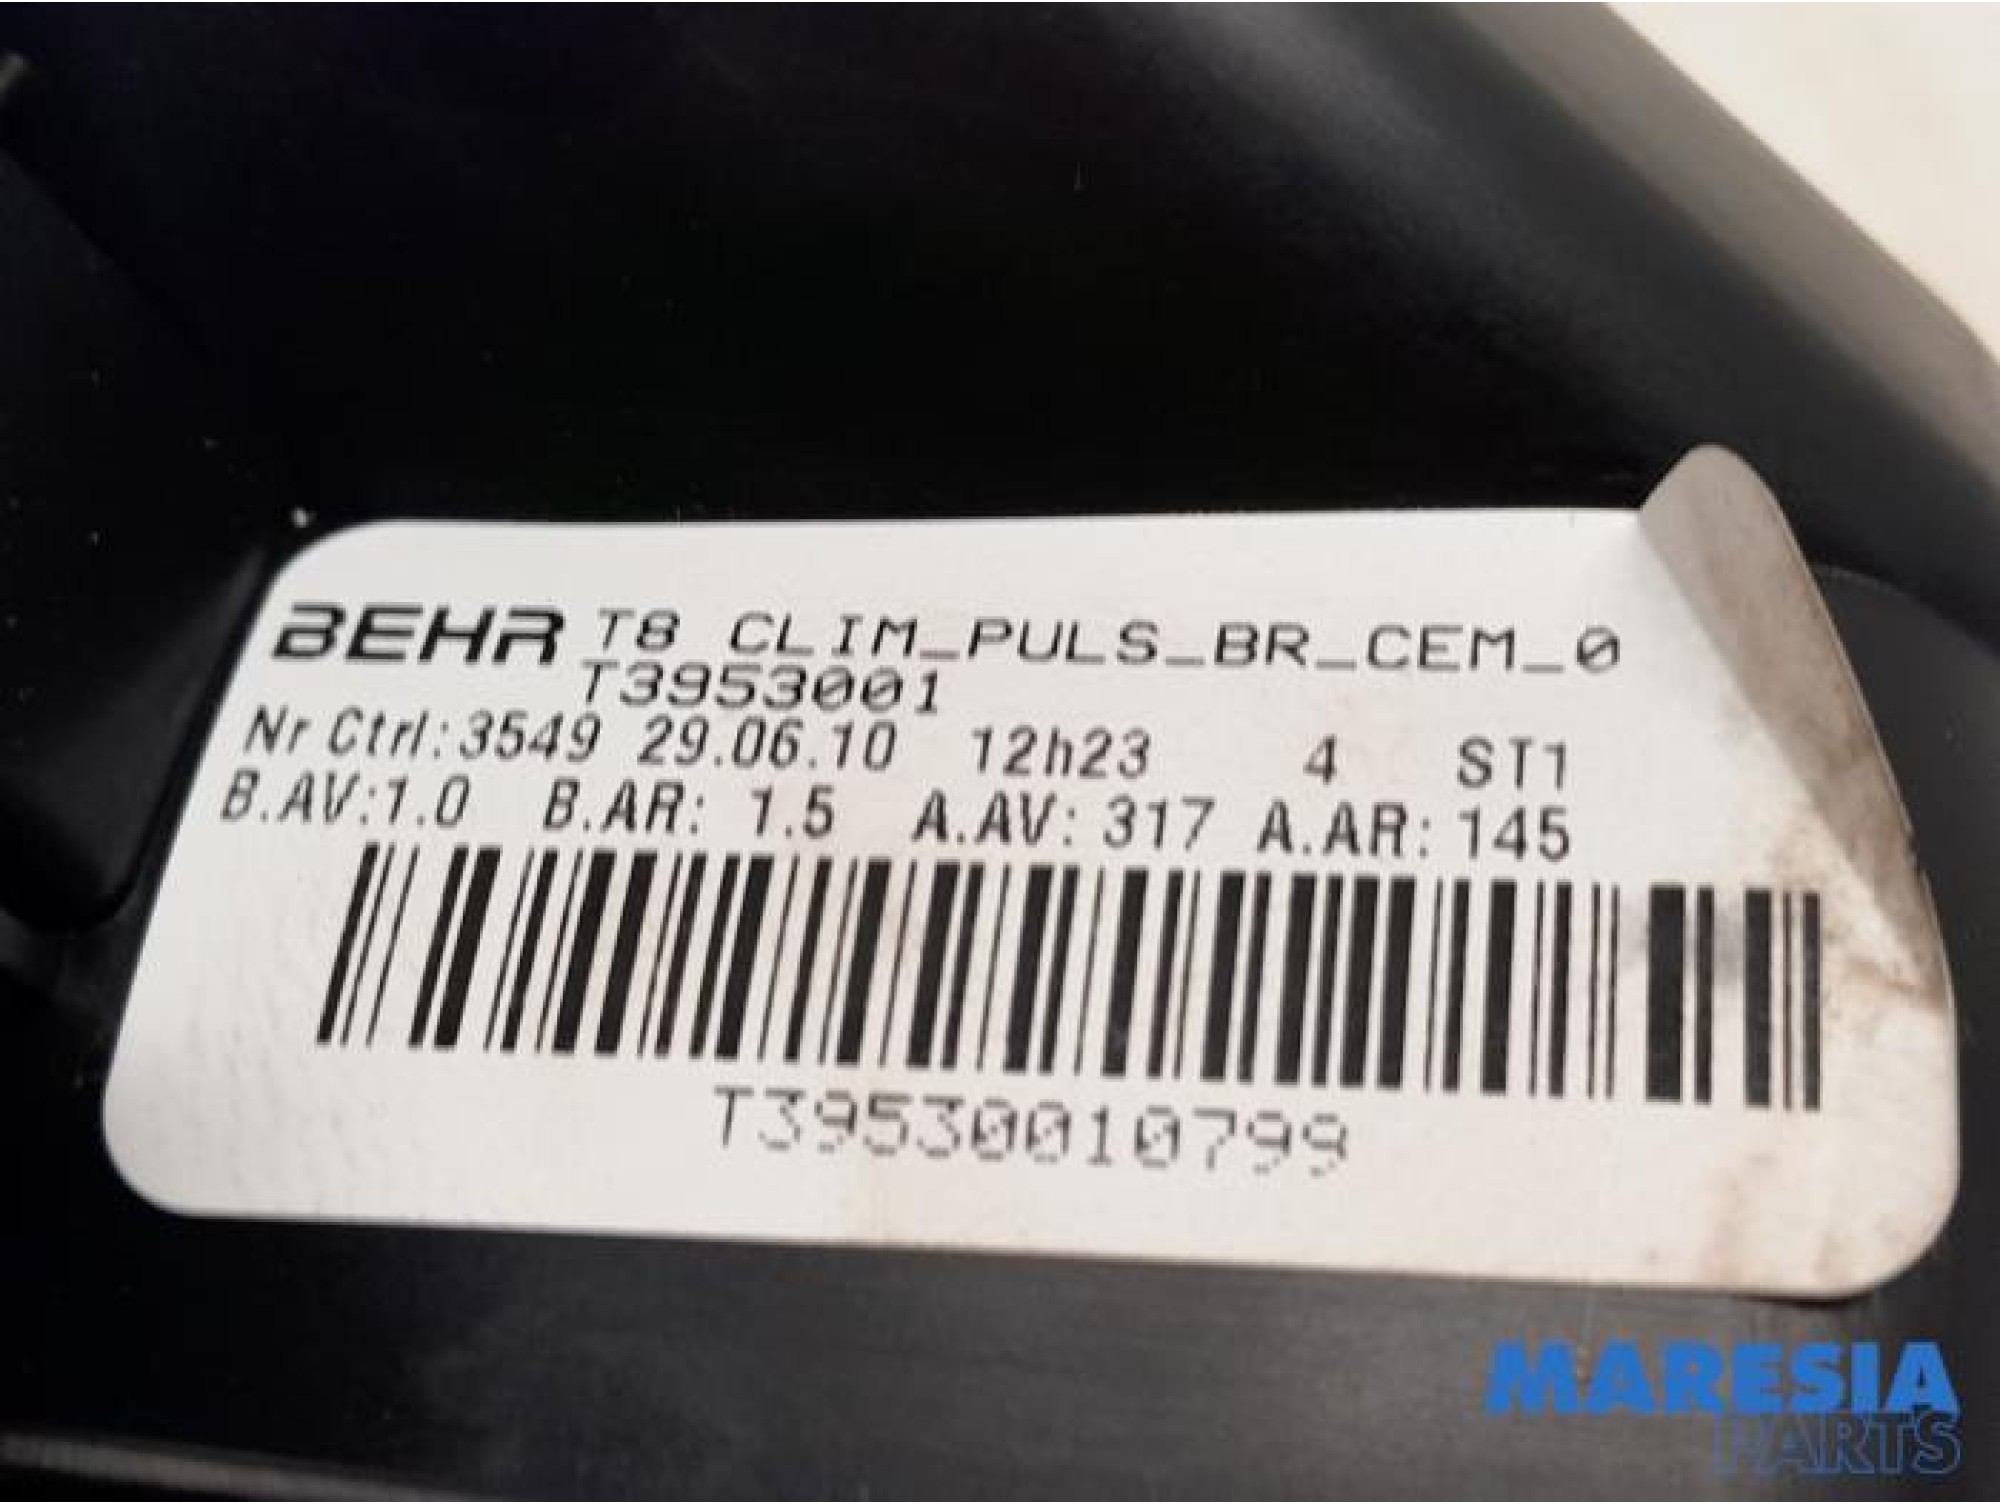 BEHR T8 CLIM_PULS_BR_CEM_0
T3953001
Nr Ctrl:3549 29.06.10 12h23 4 ST1
B.AV:1.0 B.AR: 1.5 A.AV: 317 A.AR: 145
T39530010799
MARESIA
PARTS